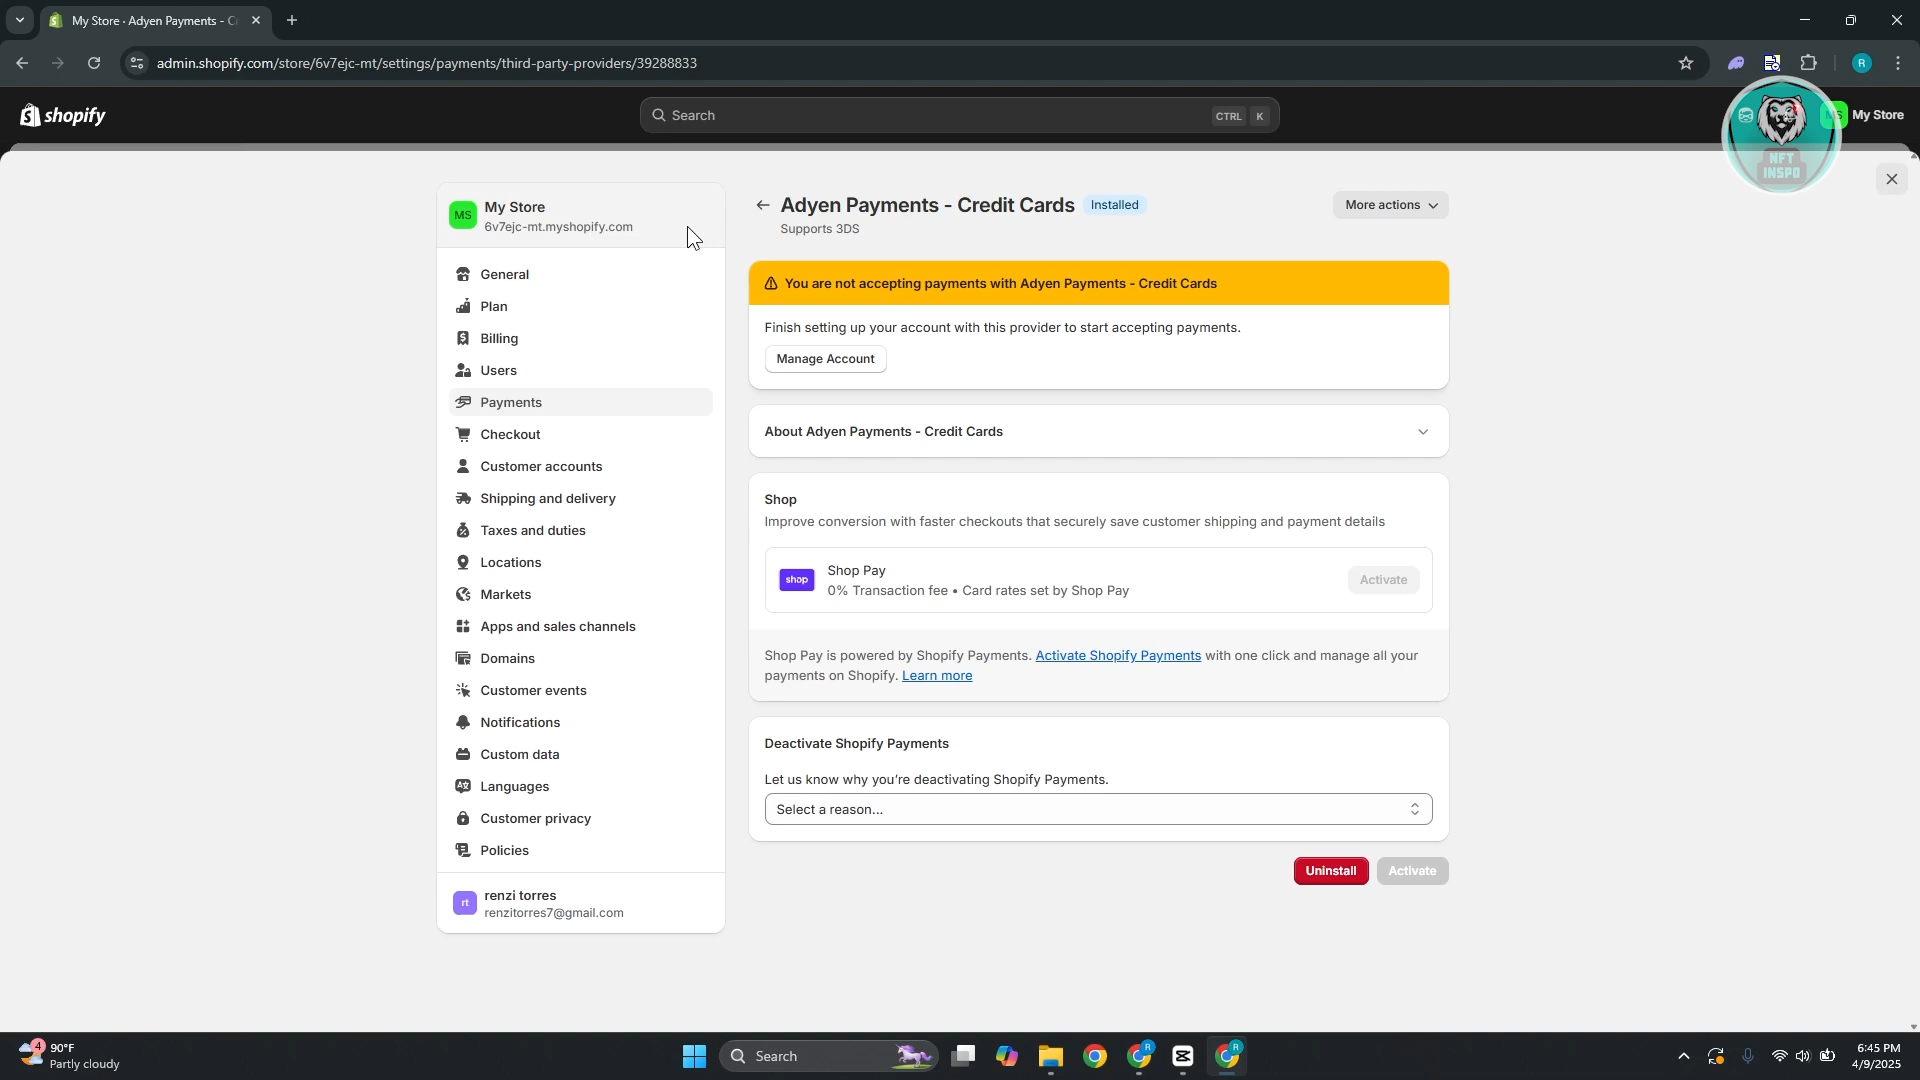 My Store · Adyen Payments - C
admin.shopify.com/store/6v7ejc-mt/settings/payments/third-party-providers/39288833
R
shopify
Search
CTRL K
My Store
NFT
INSPO
MS
My Store
6v7ejc-mt.myshopify.com
General
Plan
Billing
Users
Payments
Checkout
Customer accounts
Shipping and delivery
Taxes and duties
Locations
Markets
Apps and sales channels
Domains
Customer events
Notifications
Custom data
Languages
Customer privacy
Policies
rt
renzi torres
renzitorres7@gmail.com
Adyen Payments - Credit Cards Installed
Supports 3DS
More actions
You are not accepting payments with Adyen Payments - Credit Cards
Finish setting up your account with this provider to start accepting payments.
Manage Account
About Adyen Payments - Credit Cards
Shop
Improve conversion with faster checkouts that securely save customer shipping and payment details
shop
Shop Pay
0% Transaction fee • Card rates set by Shop Pay
Activate
Shop Pay is powered by Shopify Payments. Activate Shopify Payments with one click and manage all your
payments on Shopify. Learn more
Deactivate Shopify Payments
Let us know why you're deactivating Shopify Payments.
Select a reason...
Uninstall Activate
4
90°F
Partly cloudy
Search
R
R
6:45 PM
4/9/2025